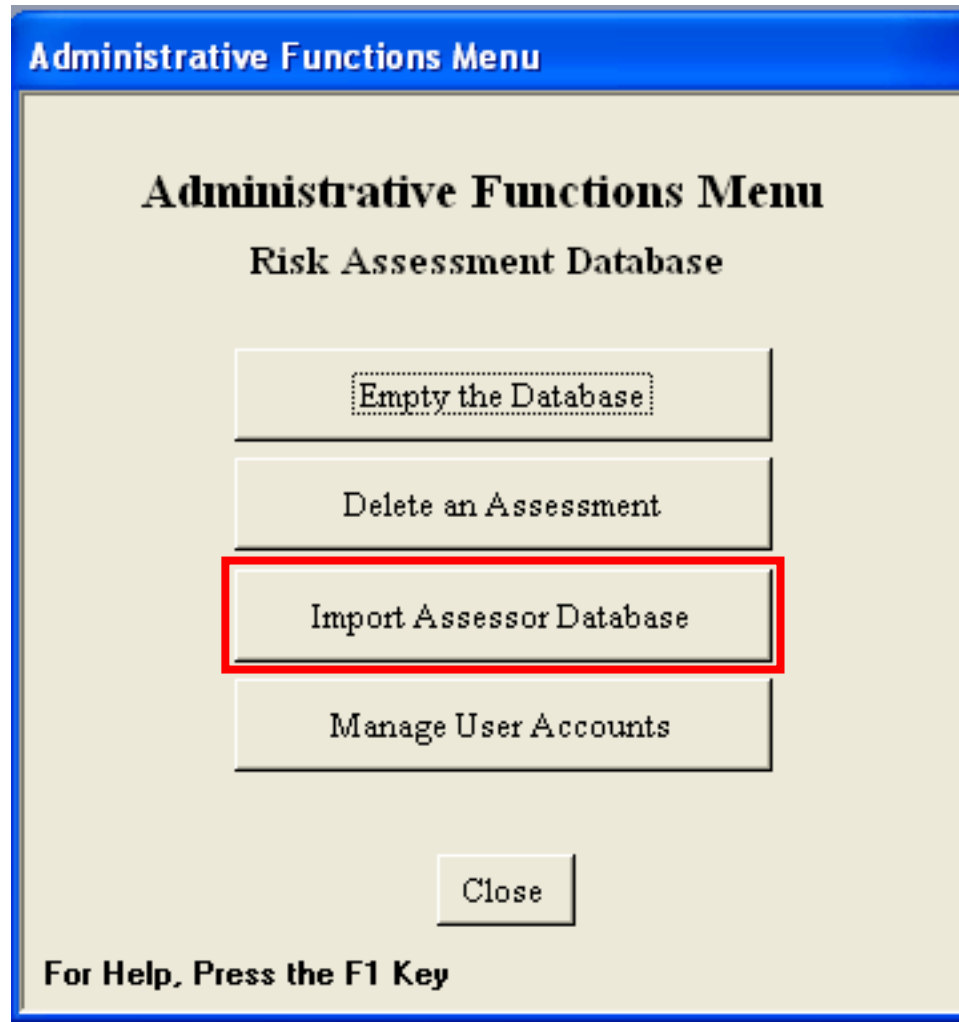 Administrative Functions Menu
Administrative Functions Menu
Risk Assessment Database
Empty the Database
Delete an Assessment
Import Assessor Database
Manage User Accounts
Close
For Help, Press the F1 Key